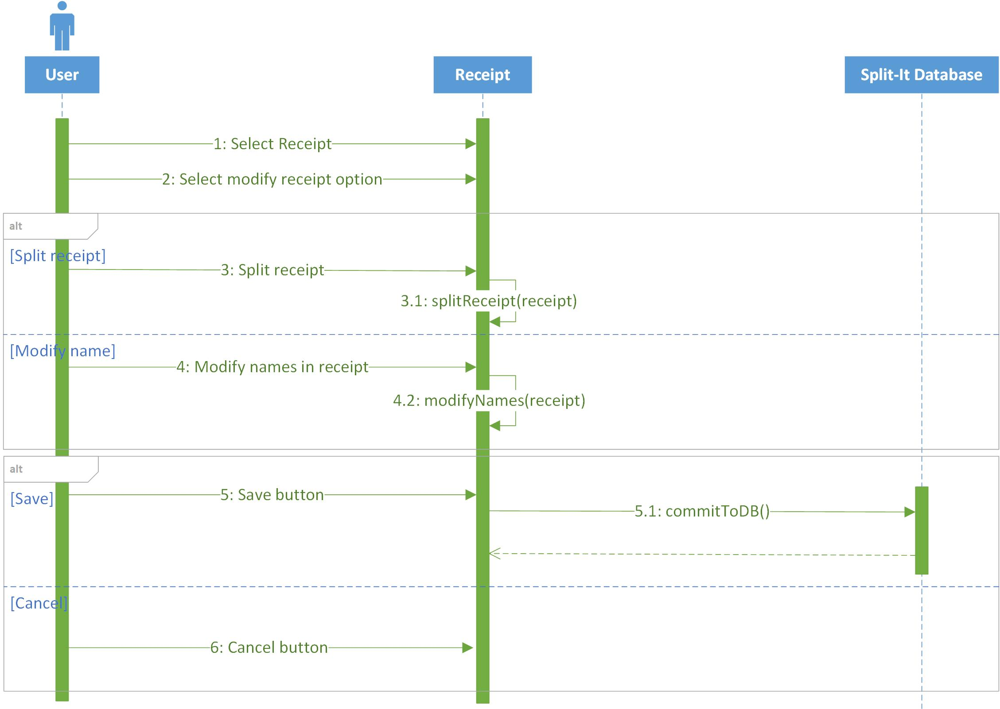 User
Receipt
Split-It Database
1: Select Receipt
2: Select modify receipt option
alt
[Split receipt]
3: Split receipt
3.1: splitReceipt(receipt)
[Modify name]
4: Modify names in receipt
4.2: modifyNames(receipt)
alt
[Save]
5: Save button
5.1: commitToDB()
[Cancel]
6: Cancel button